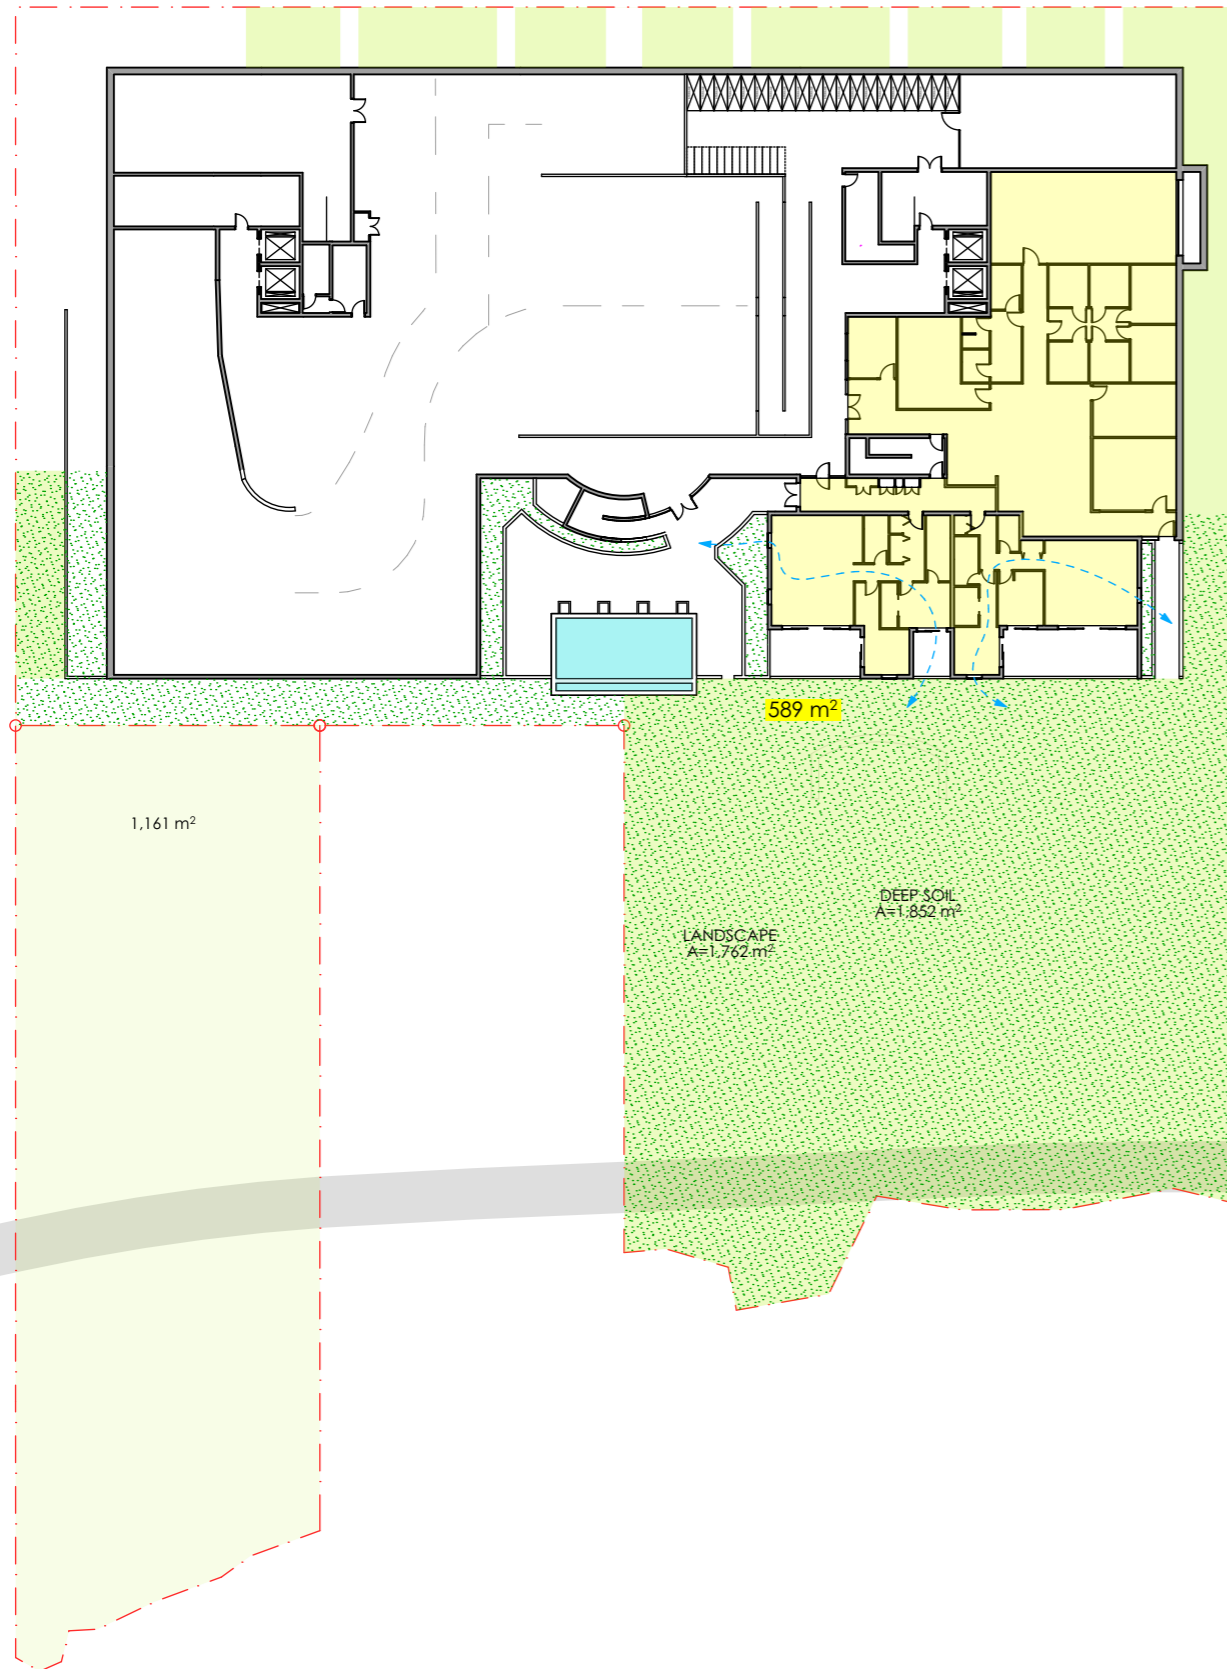 589 m²
1,161 m²
DEEP SOIL
A=1,852 m²
LANDSCAPE
A=1,762 m²